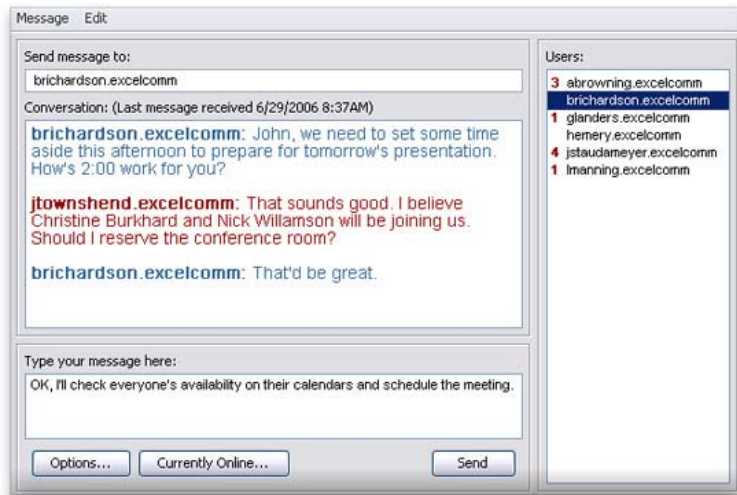 Message Edit
Send message to:
brichardson.excelcomm
Conversation: (Last message received 6/29/2006 8:37AM)
brichardson.excelcomm: John, we need to set some time
aside this afternoon to prepare for tomorrow's presentation.
How's 2:00 work for you?
jtownshend.excelcomm: That sounds good. I believe
Christine Burkhard and Nick Willamson will be joining us.
Should I reserve the conference room?
brichardson.excelcomm: That'd be great.
Type your message here:
OK, I'll check everyone's availability on their calendars and schedule the meeting.
Options... Currently Online... Send
Users:
3 abrowning.excelcomm
brichardson.excelcomm
1 glanders.excelcomm
hemery.excelcomm
4 jstaudameyer.excelcomm
1 lmanning.excelcomm